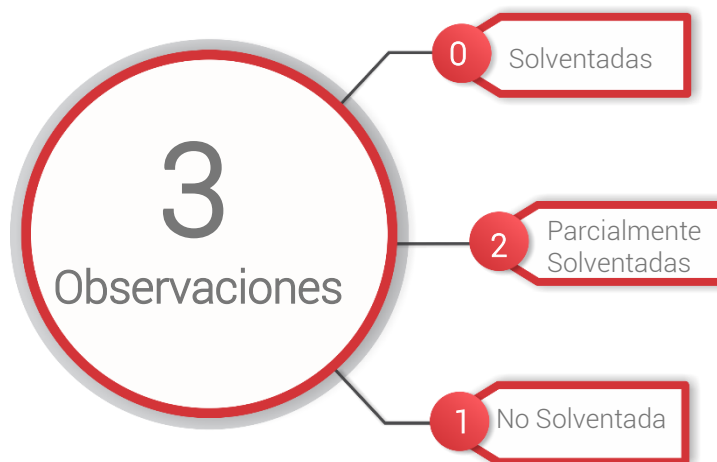 3
Observaciones
0
Solventadas
2
Parcialmente
Solventadas
1
No Solventada